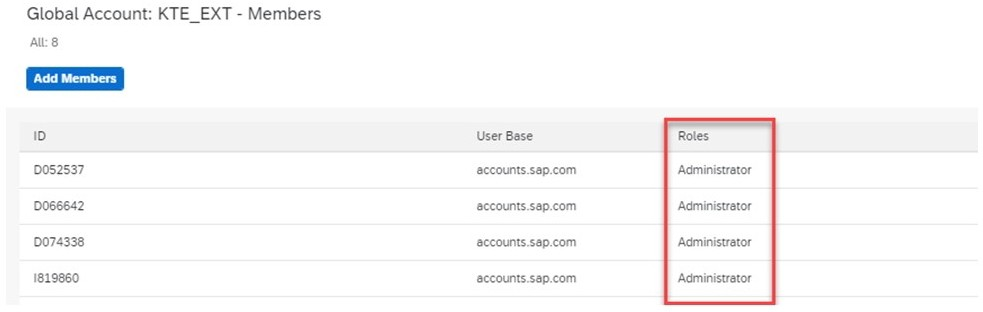 Global Account: KTE_EXT - Members
All: 8
Add Members
ID User Base Roles
D052537 accounts.sap.com Administrator
D066642 accounts.sap.com Administrator
D074338 accounts.sap.com Administrator
I819860 accounts.sap.com Administrator